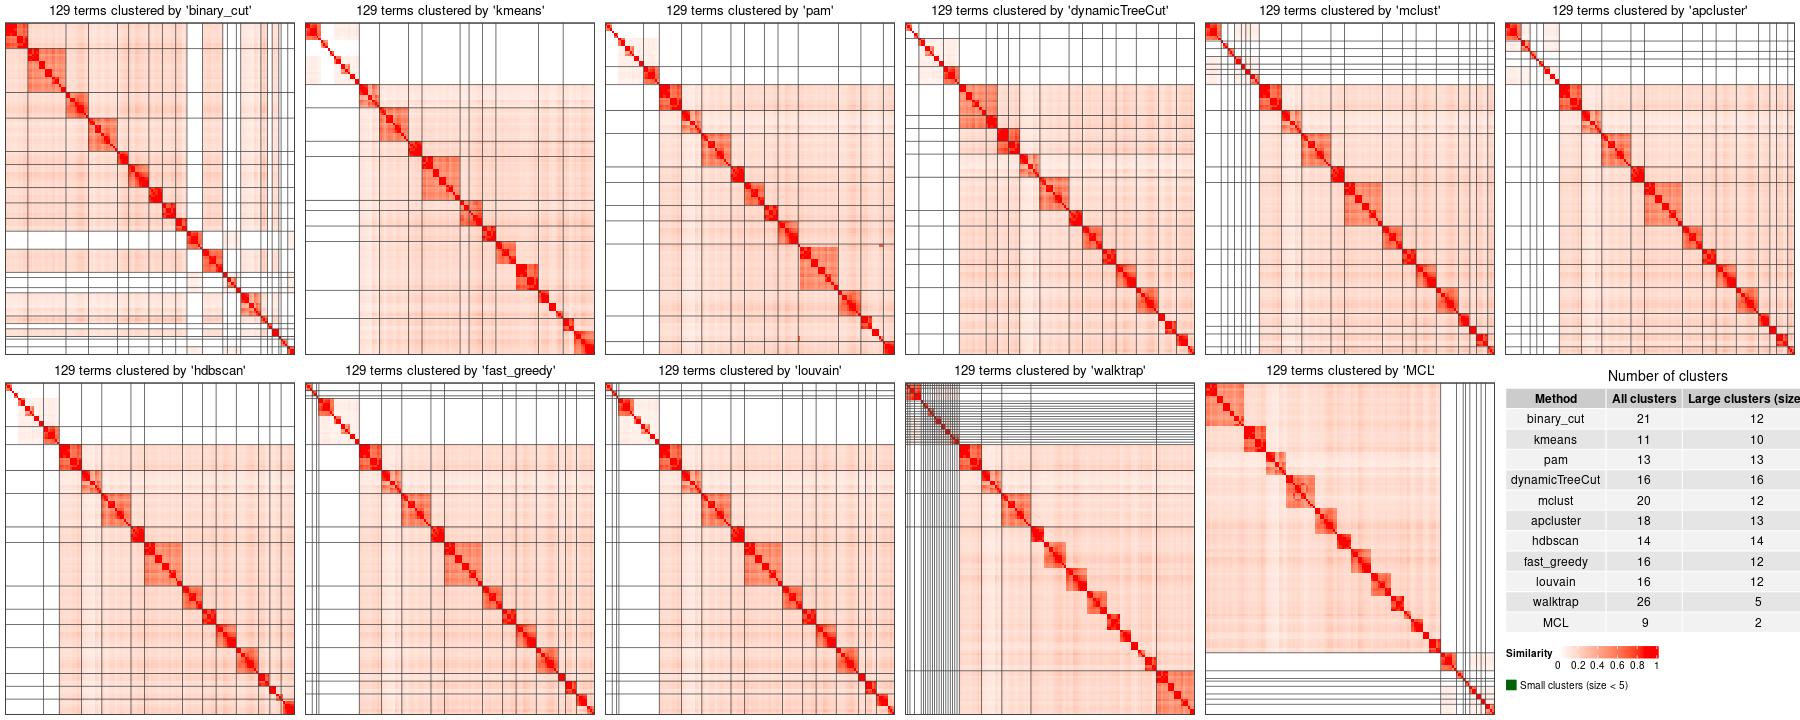 129 terms clustered by 'binary_cut'
129 terms clustered by 'kmeans'
129 terms clustered by 'pam'
129 terms clustered by 'dynamicTreeCut'
129 terms clustered by 'mclust'
129 terms clustered by 'apcluster'
129 terms clustered by 'hdbscan'
129 terms clustered by 'fast_greedy'
129 terms clustered by 'louvain'
129 terms clustered by 'walktrap'
129 terms clustered by 'MCL'
Number of clusters
Method All clusters Large clusters (size
binary_cut 21 12
kmeans 11 10
pam 13 13
dynamicTreeCut 16 16
mclust 20 12
apcluster 18 13
hdbscan 14 14
fast_greedy 16 12
louvain 16 12
walktrap 26 5
MCL 9 2
Similarity
0 0.2 0.4 0.6 0.8 1
Small clusters (size < 5)